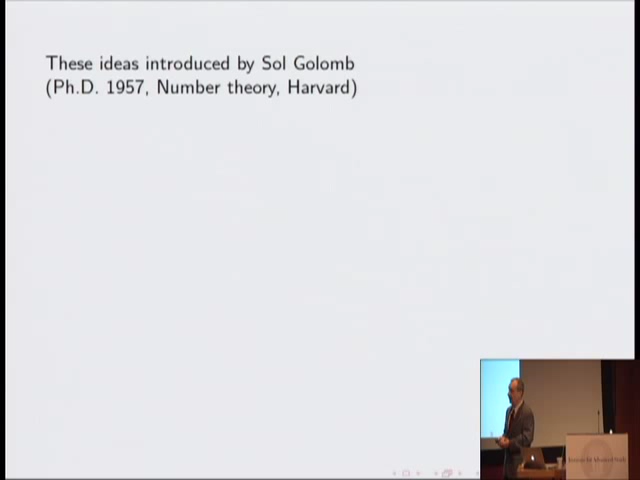 These ideas introduced by Sol Golomb
(Ph.D. 1957, Number theory, Harvard)